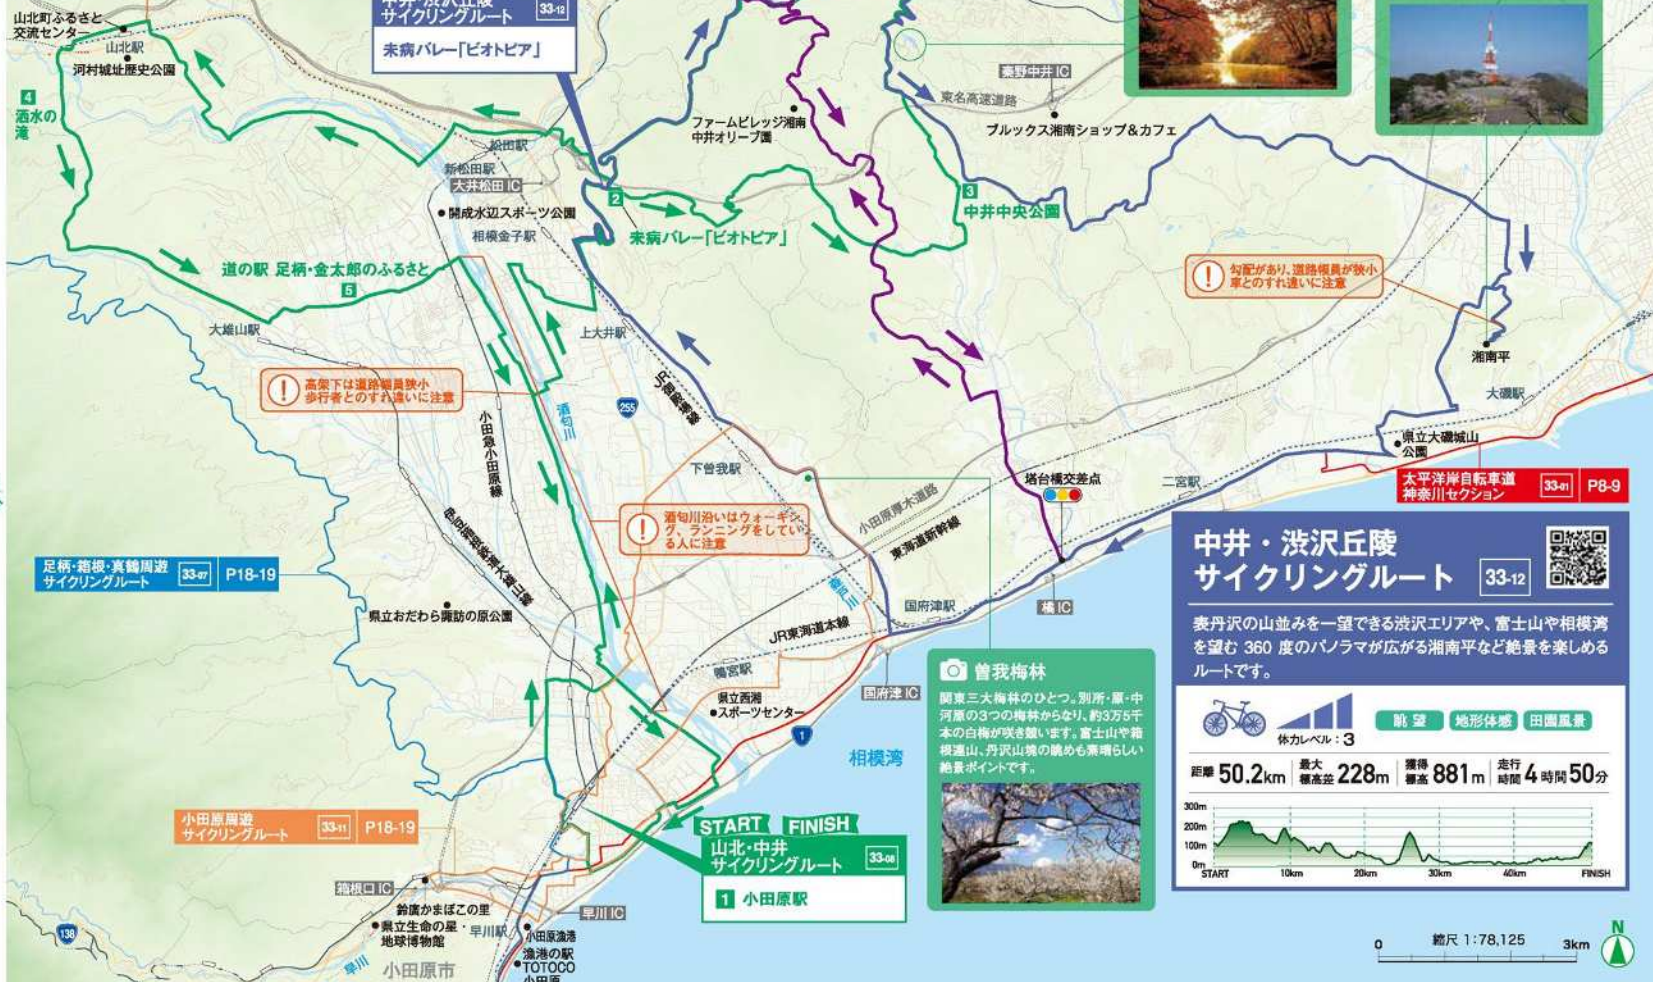 山北町ふるさと
交流センター
山北駅
河村城址歴史公園
4
洒水の
滝
中井・渋沢丘陵
サイクリングルート
33-12
未病バレー「ビオトピア」
松田駅
新松田駅
大井松田IC
開成水辺スポーツ公園
相模金子駅
2
未病バレー「ビオトピア」
ファームビレッジ湘南
中井オリーブ園
秦野中井IC
東名高速道路
ブルックス湘南ショップ&カフェ
3
中井中央公園
道の駅 足柄・金太郎のふるさと
5
大雄山駅
上大井駅
!
勾配があり、道路幅員が狭小
車とのすれ違いに注意
湘南平
大磯駅
県立大磯城山
公園
!
高架下は道路幅員狭小
歩行者とのすれ違いに注意
小田急小田原線
酒匂川
255
JR御殿場線
下曽我駅
小田原厚木道路
東海道新幹線
塔台橋交差点
二宮駅
太平洋岸自転車道
神奈川セクション
33-01
P8-9
!
酒匂川沿いはウォーキン
グ、ランニングをしてい
る人に注意
伊豆箱根鉄道大雄山線
足柄・箱根・真鶴周遊
サイクリングルート
33-07
P18-19
県立おだわら諏訪の原公園
森戸川
国府津駅
橘IC
JR東海道本線
鴨宮駅
県立西湘
スポーツセンター
国府津IC
1
相模湾
曽我梅林
関東三大梅林のひとつ。別所・原・中
河原の3つの梅林からなり、約3万5千
本の白梅が咲き競います。富士山や箱
根連山、丹沢山塊の眺めも素晴らしい
絶景ポイントです。
中井・渋沢丘陵
サイクリングルート
33-12
表丹沢の山並みを一望できる渋沢エリアや、富士山や相模湾
を望む 360 度のパノラマが広がる湘南平など絶景を楽しめる
ルートです。
体力レベル:3
眺望
地形体感
田園風景
距離 50.2km
最大標高差 228m
獲得標高 881m
走行時間 4時間50分
300m
200m
100m
0m
START
10km
20km
30km
40km
FINISH
小田原周遊
サイクリングルート
33-11
P18-19
START
FINISH
山北・中井
サイクリングルート
33-08
1 小田原駅
箱根口IC
鈴廣かまぼこの里
県立生命の星・
地球博物館
早川駅
早川IC
小田原漁港
漁港の駅
TOTOCO
小田原
138
早川
小田原市
0
縮尺 1:78,125
3km
N